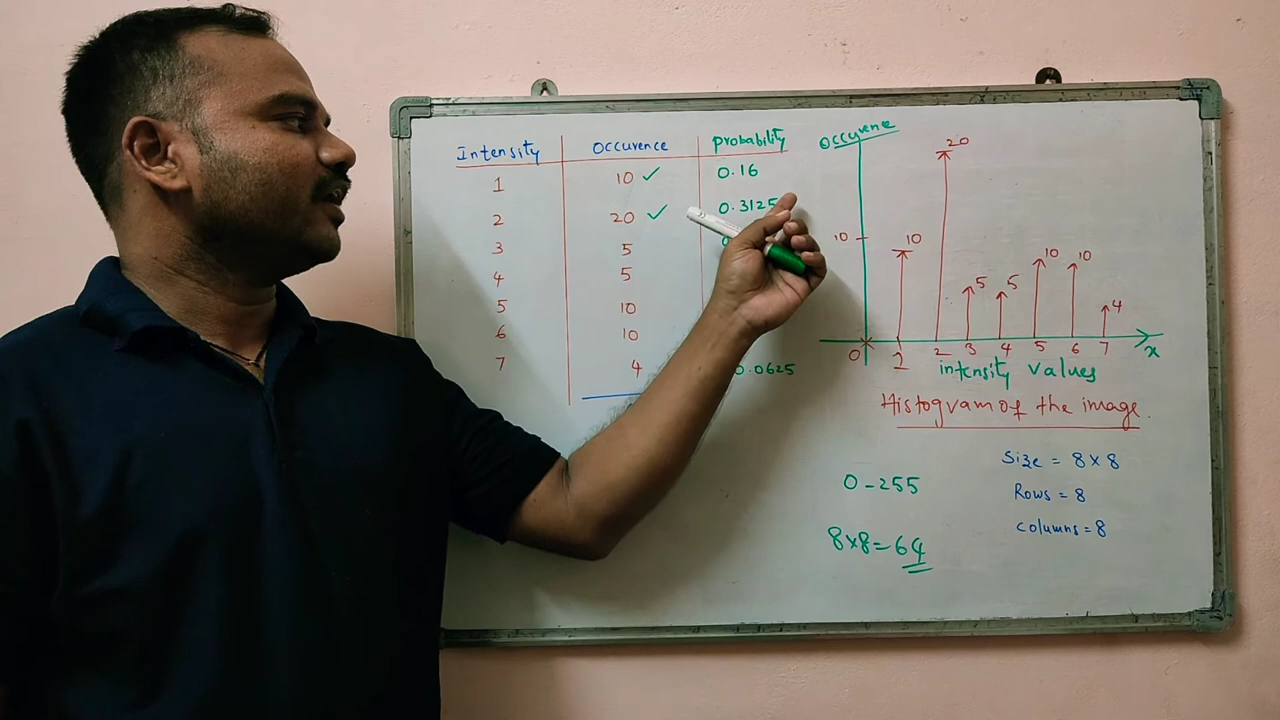 Intensity occurence probability
1 10 ✓ 0.16
2 20 ✓ 0.3125
3 5
4 5
5 10
6 10
7 4 0.0625
occurence
20
10
10
5
5
10
10
4
0 1 2 3 4 5 6 7 x
intensity values
Histogram of the image.
0-255
8×8=64
Size = 8×8
Rows = 8
columns=8